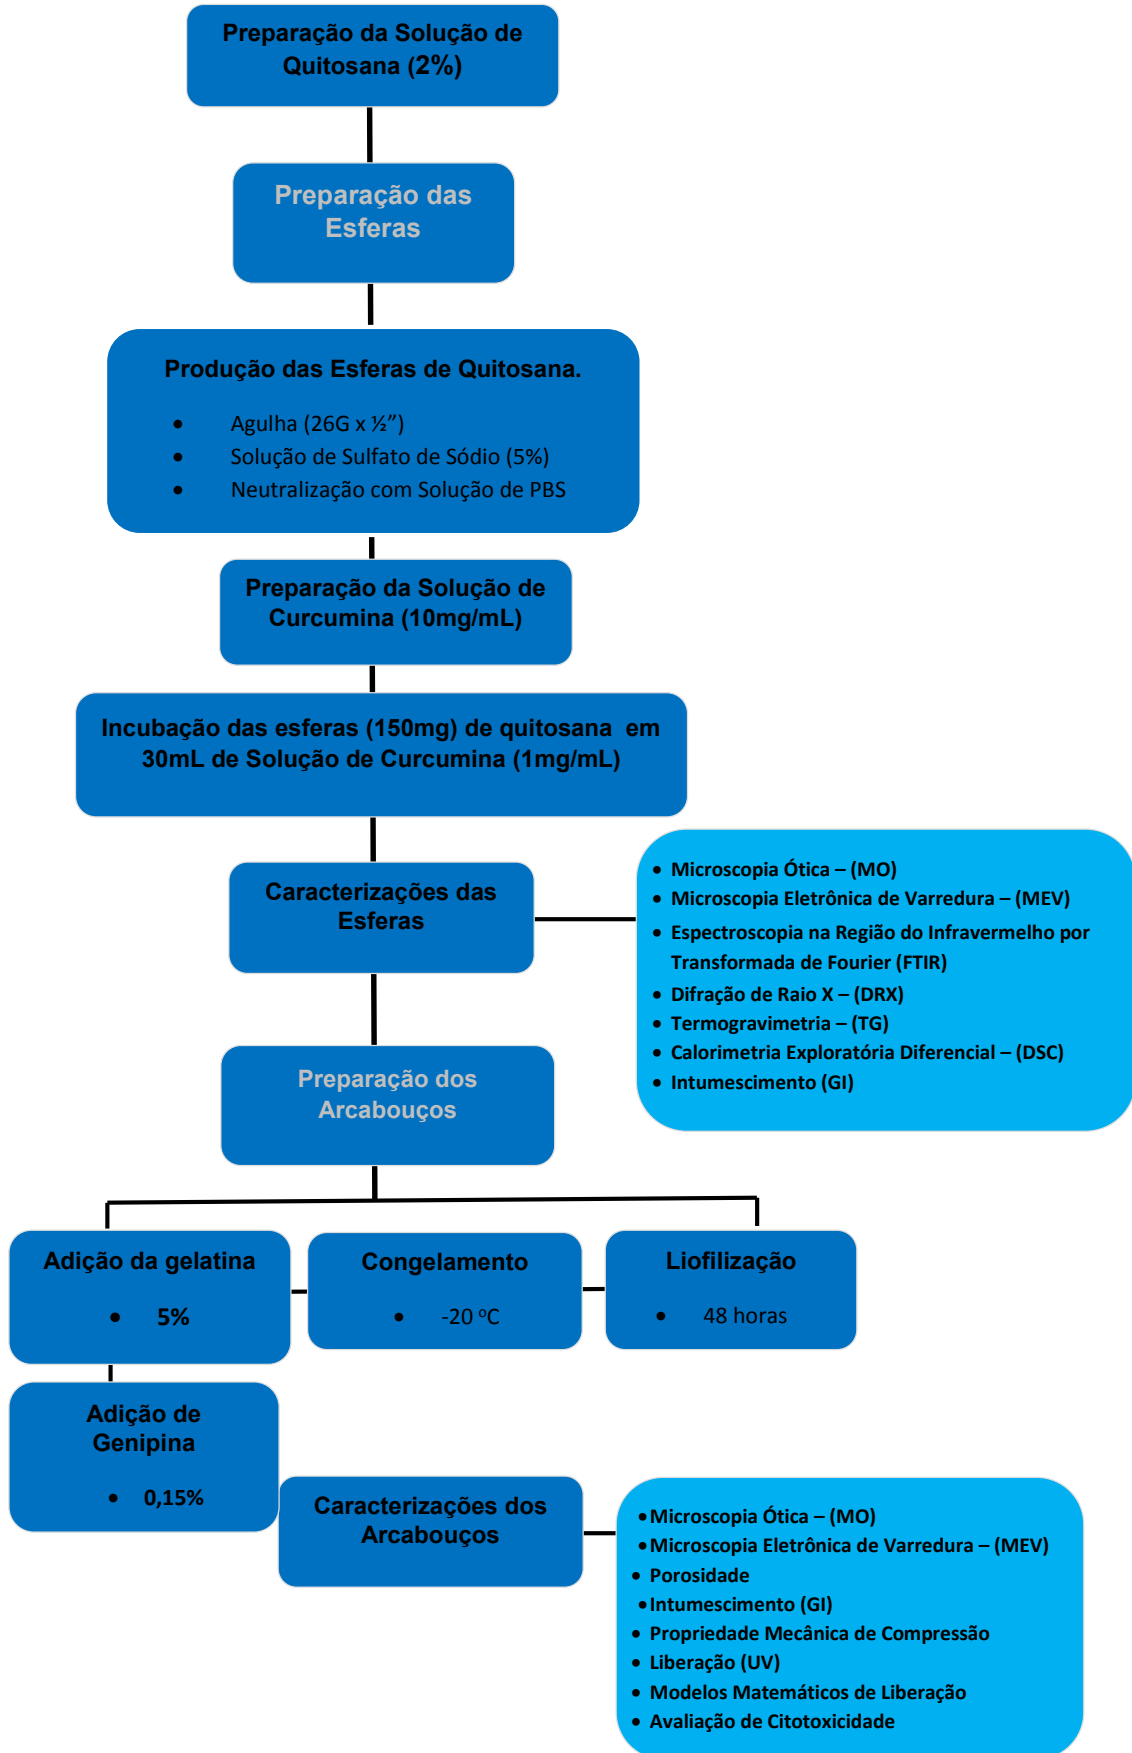 Preparação da Solução de
Quitosana (2%)
Preparação das
Esferas
Produção das Esferas de Quitosana.
• Agulha (26G x ½”)
• Solução de Sulfato de Sódio (5%)
• Neutralização com Solução de PBS
Preparação da Solução de
Curcumina (10mg/mL)
Incubação das esferas (150mg) de quitosana em
30mL de Solução de Curcumina (1mg/mL)
Caracterizações das
Esferas
• Microscopia Ótica – (MO)
• Microscopia Eletrônica de Varredura – (MEV)
• Espectroscopia na Região do Infravermelho por
Transformada de Fourier (FTIR)
• Difração de Raio X – (DRX)
• Termogravimetria – (TG)
• Calorimetria Exploratória Diferencial – (DSC)
• Intumescimento (GI)
Preparação dos
Arcabouços
Adição da gelatina
• 5%
Congelamento
• -20 ºC
Liofilização
• 48 horas
Adição de
Genipina
• 0,15%
Caracterizações dos
Arcabouços
• Microscopia Ótica – (MO)
• Microscopia Eletrônica de Varredura – (MEV)
• Porosidade
• Intumescimento (GI)
• Propriedade Mecânica de Compressão
• Liberação (UV)
• Modelos Matemáticos de Liberação
• Avaliação de Citotoxicidade